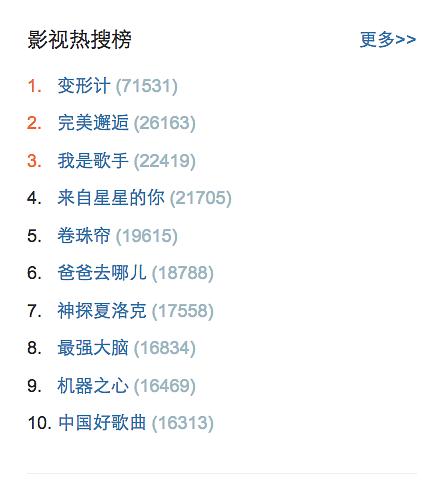 影视热搜榜 更多>>
1. 变形计 (71531)
2. 完美邂逅 (26163)
3. 我是歌手 (22419)
4. 来自星星的你 (21705)
5. 卷珠帘 (19615)
6. 爸爸去哪儿 (18788)
7. 神探夏洛克 (17558)
8. 最强大脑 (16834)
9. 机器之心 (16469)
10. 中国好歌曲 (16313)